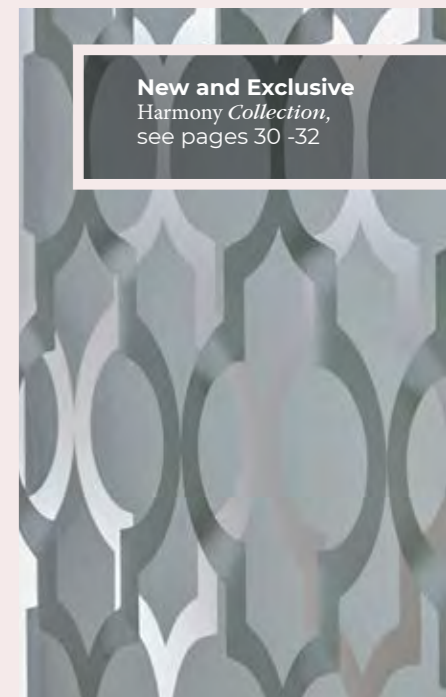 New and Exclusive
Harmony Collection,
see pages 30 -32